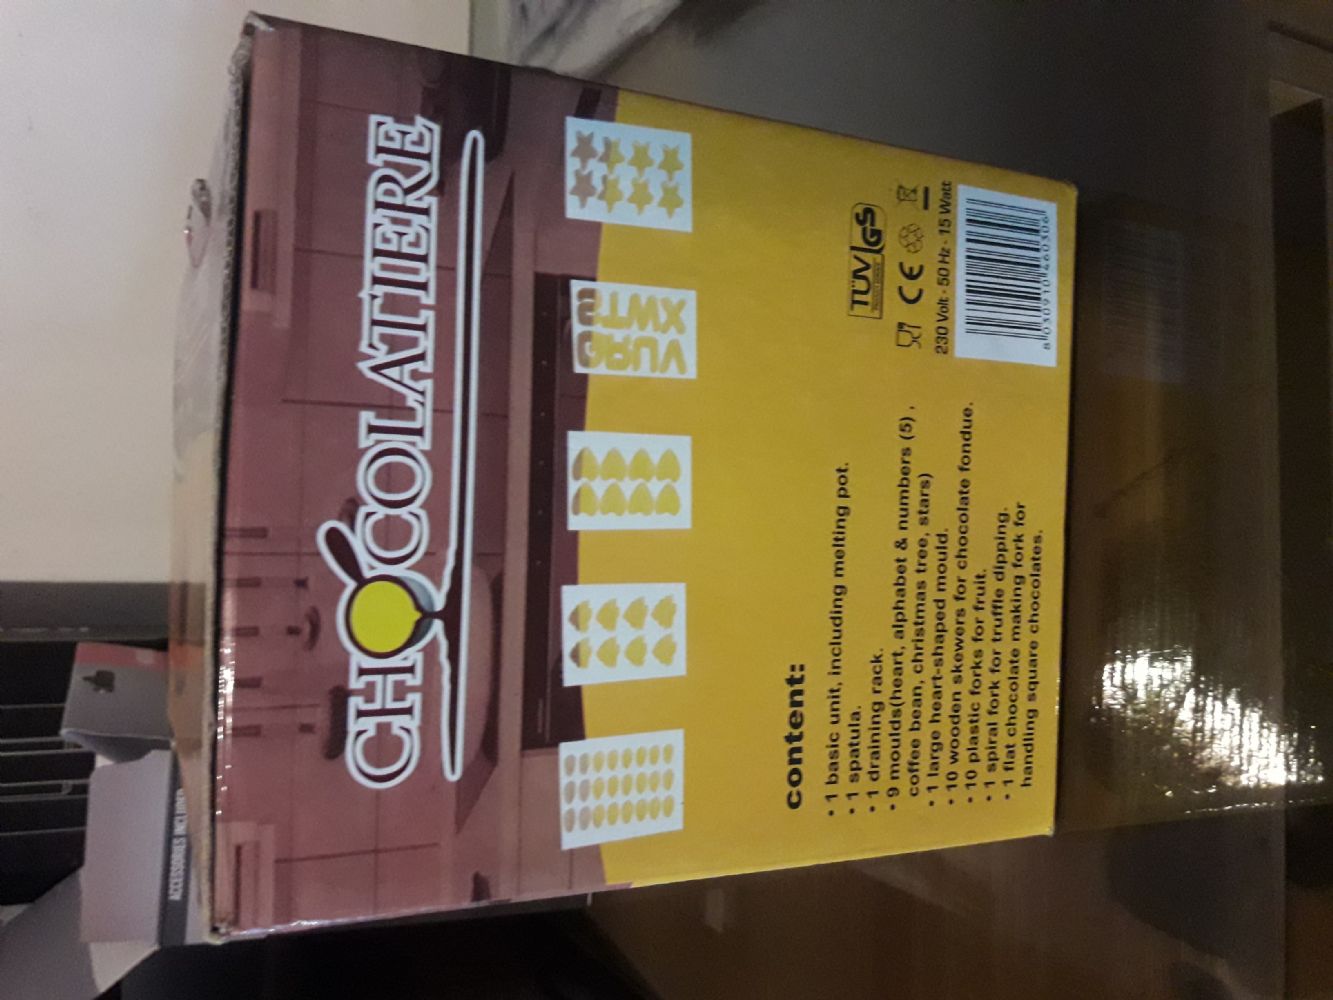 CHOCOLATIERE
content:
• 1 basic unit, including melting pot.
• 1 spatula.
• 1 draining rack.
• 9 moulds(heart, alphabet & numbers (5) ,
coffee bean, christmas tree, stars)
• 1 large heart-shaped mould.
• 10 wooden skewers for chocolate fondue.
• 10 plastic forks for fruit.
• 1 spiral fork for truffle dipping.
• 1 flat chocolate making fork for
handling square chocolates.
TÜV GS
CE
230 Volt - 50 Hz - 15 Watt
8 030910 460306
ACCESSORIES INCLUDED